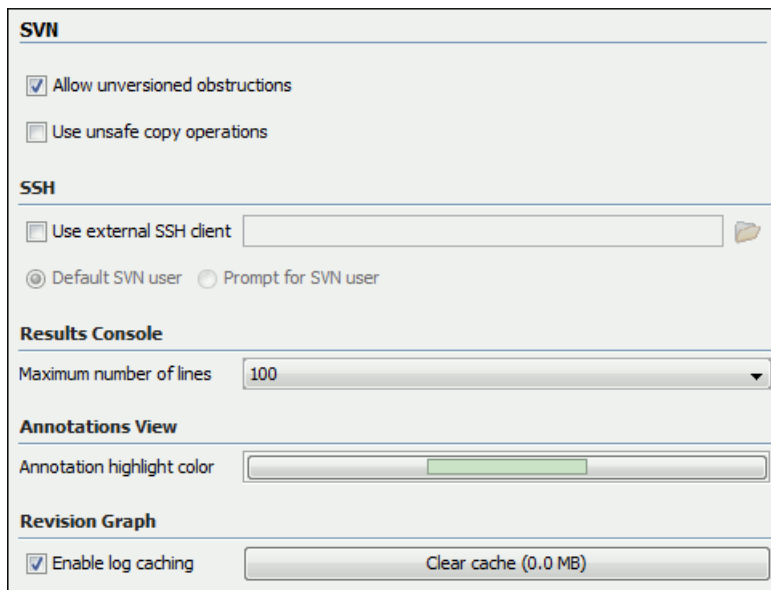 SVN
Allow unversioned obstructions
Use unsafe copy operations
SSH
Use external SSH client
Default SVN user Prompt for SVN user
Results Console
Maximum number of lines 100
Annotations View
Annotation highlight color
Revision Graph
Enable log caching Clear cache (0.0 MB)